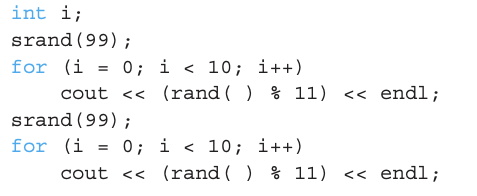 int i;
srand(99);
for (i = 0; i < 10; i++)
    cout << (rand( ) % 11) << endl;
srand(99);
for (i = 0; i < 10; i++)
    cout << (rand( ) % 11) << endl;